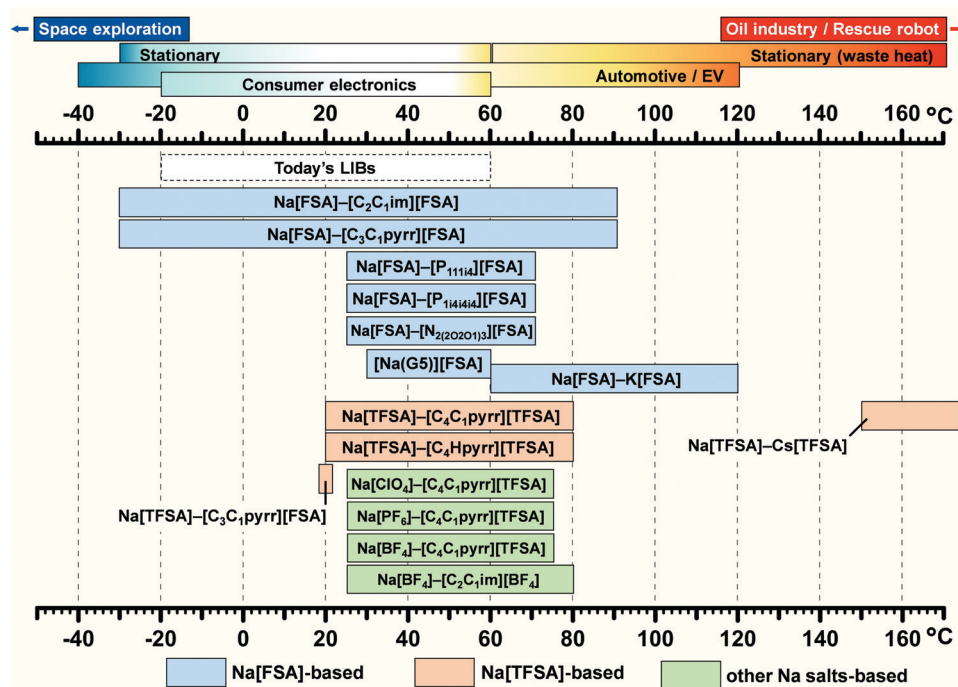 Space exploration
Oil industry / Rescue robot
Stationary
Stationary (waste heat)
Automotive / EV
Consumer electronics
-40 -20 0 20 40 60 80 100 120 140 160 ºC
Today's LIBs
Na[FSA]–[C₂C₁im][FSA]
Na[FSA]–[C₃C₁pyrr][FSA]
Na[FSA]–[P₁₁₁ᵢ₄][FSA]
Na[FSA]–[P₁ᵢ₄ᵢ₄ᵢ₄][FSA]
Na[FSA]–[N₂₍₂O₂O₁₎₃][FSA]
[Na(G5)][FSA]
Na[FSA]–K[FSA]
Na[TFSA]–[C₄C₁pyrr][TFSA]
Na[TFSA]–Cs[TFSA]
Na[TFSA]–[C₄Hpyrr][TFSA]
Na[ClO₄]–[C₄C₁pyrr][TFSA]
Na[TFSA]–[C₃C₁pyrr][FSA]
Na[PF₆]–[C₄C₁pyrr][TFSA]
Na[BF₄]–[C₄C₁pyrr][TFSA]
Na[BF₄]–[C₂C₁im][BF₄]
-40 -20 0 20 40 60 80 100 120 140 160 ºC
Na[FSA]-based
Na[TFSA]-based
other Na salts-based